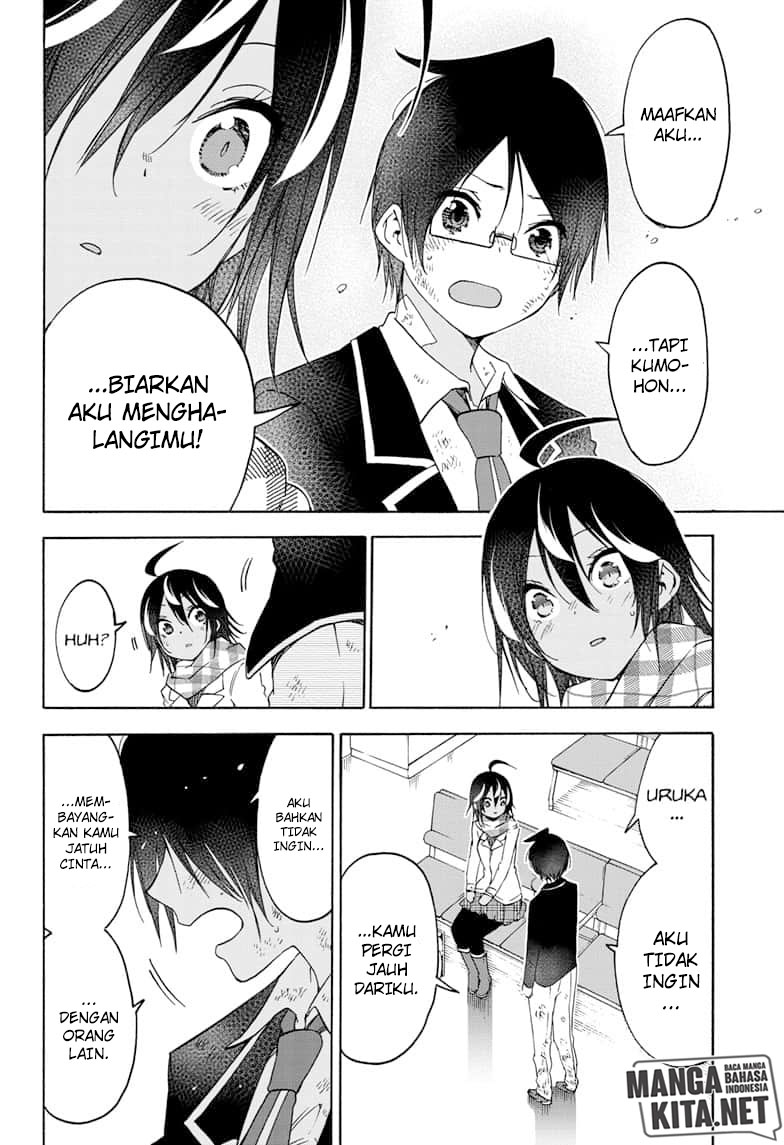 MAAFKAN
AKU...
...TAPI
KUMO-
HON...
...BIARKAN
AKU MENGHA-
LANGIMU!
HUH?
URUKA
...
AKU
TIDAK
INGIN
...
...KAMU
PERGI
JAUH
DARIKU.
AKU
BAHKAN
TIDAK
INGIN...
...MEM-
BAYANG-
KAN KAMU
JATUH
CINTA...
...
DENGAN
ORANG
LAIN.
MANGA
BACA MANGA
BAHASA
INDONESIA
KITA.NET